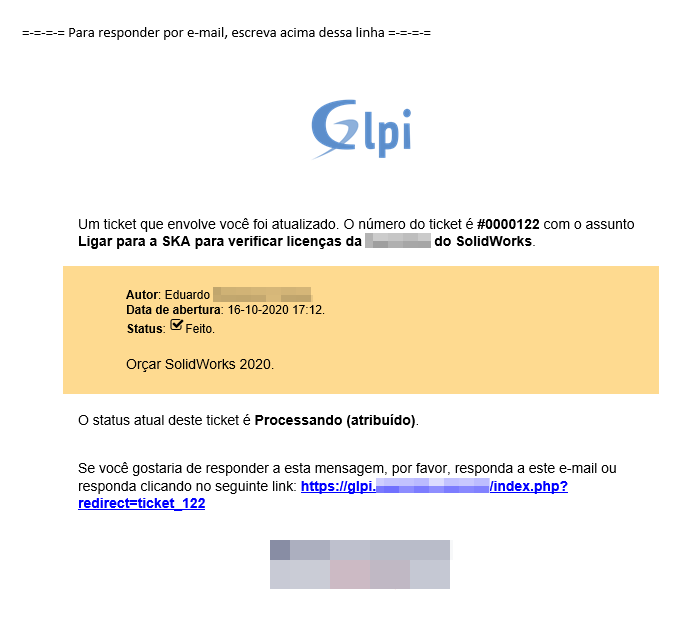 =-=-=-= Para responder por e-mail, escreva acima dessa linha =-=-=-=
Glpi
Um ticket que envolve você foi atualizado. O número do ticket é #0000122 com o assunto
Ligar para a SKA para verificar licenças da do SolidWorks.
Autor: Eduardo
Data de abertura: 16-10-2020 17:12.
Status: Feito.
Orçar SolidWorks 2020.
O status atual deste ticket é Processando (atribuído).
Se você gostaria de responder a esta mensagem, por favor, responda a este e-mail ou
responda clicando no seguinte link: https://glpi. /index.php?
redirect=ticket_122